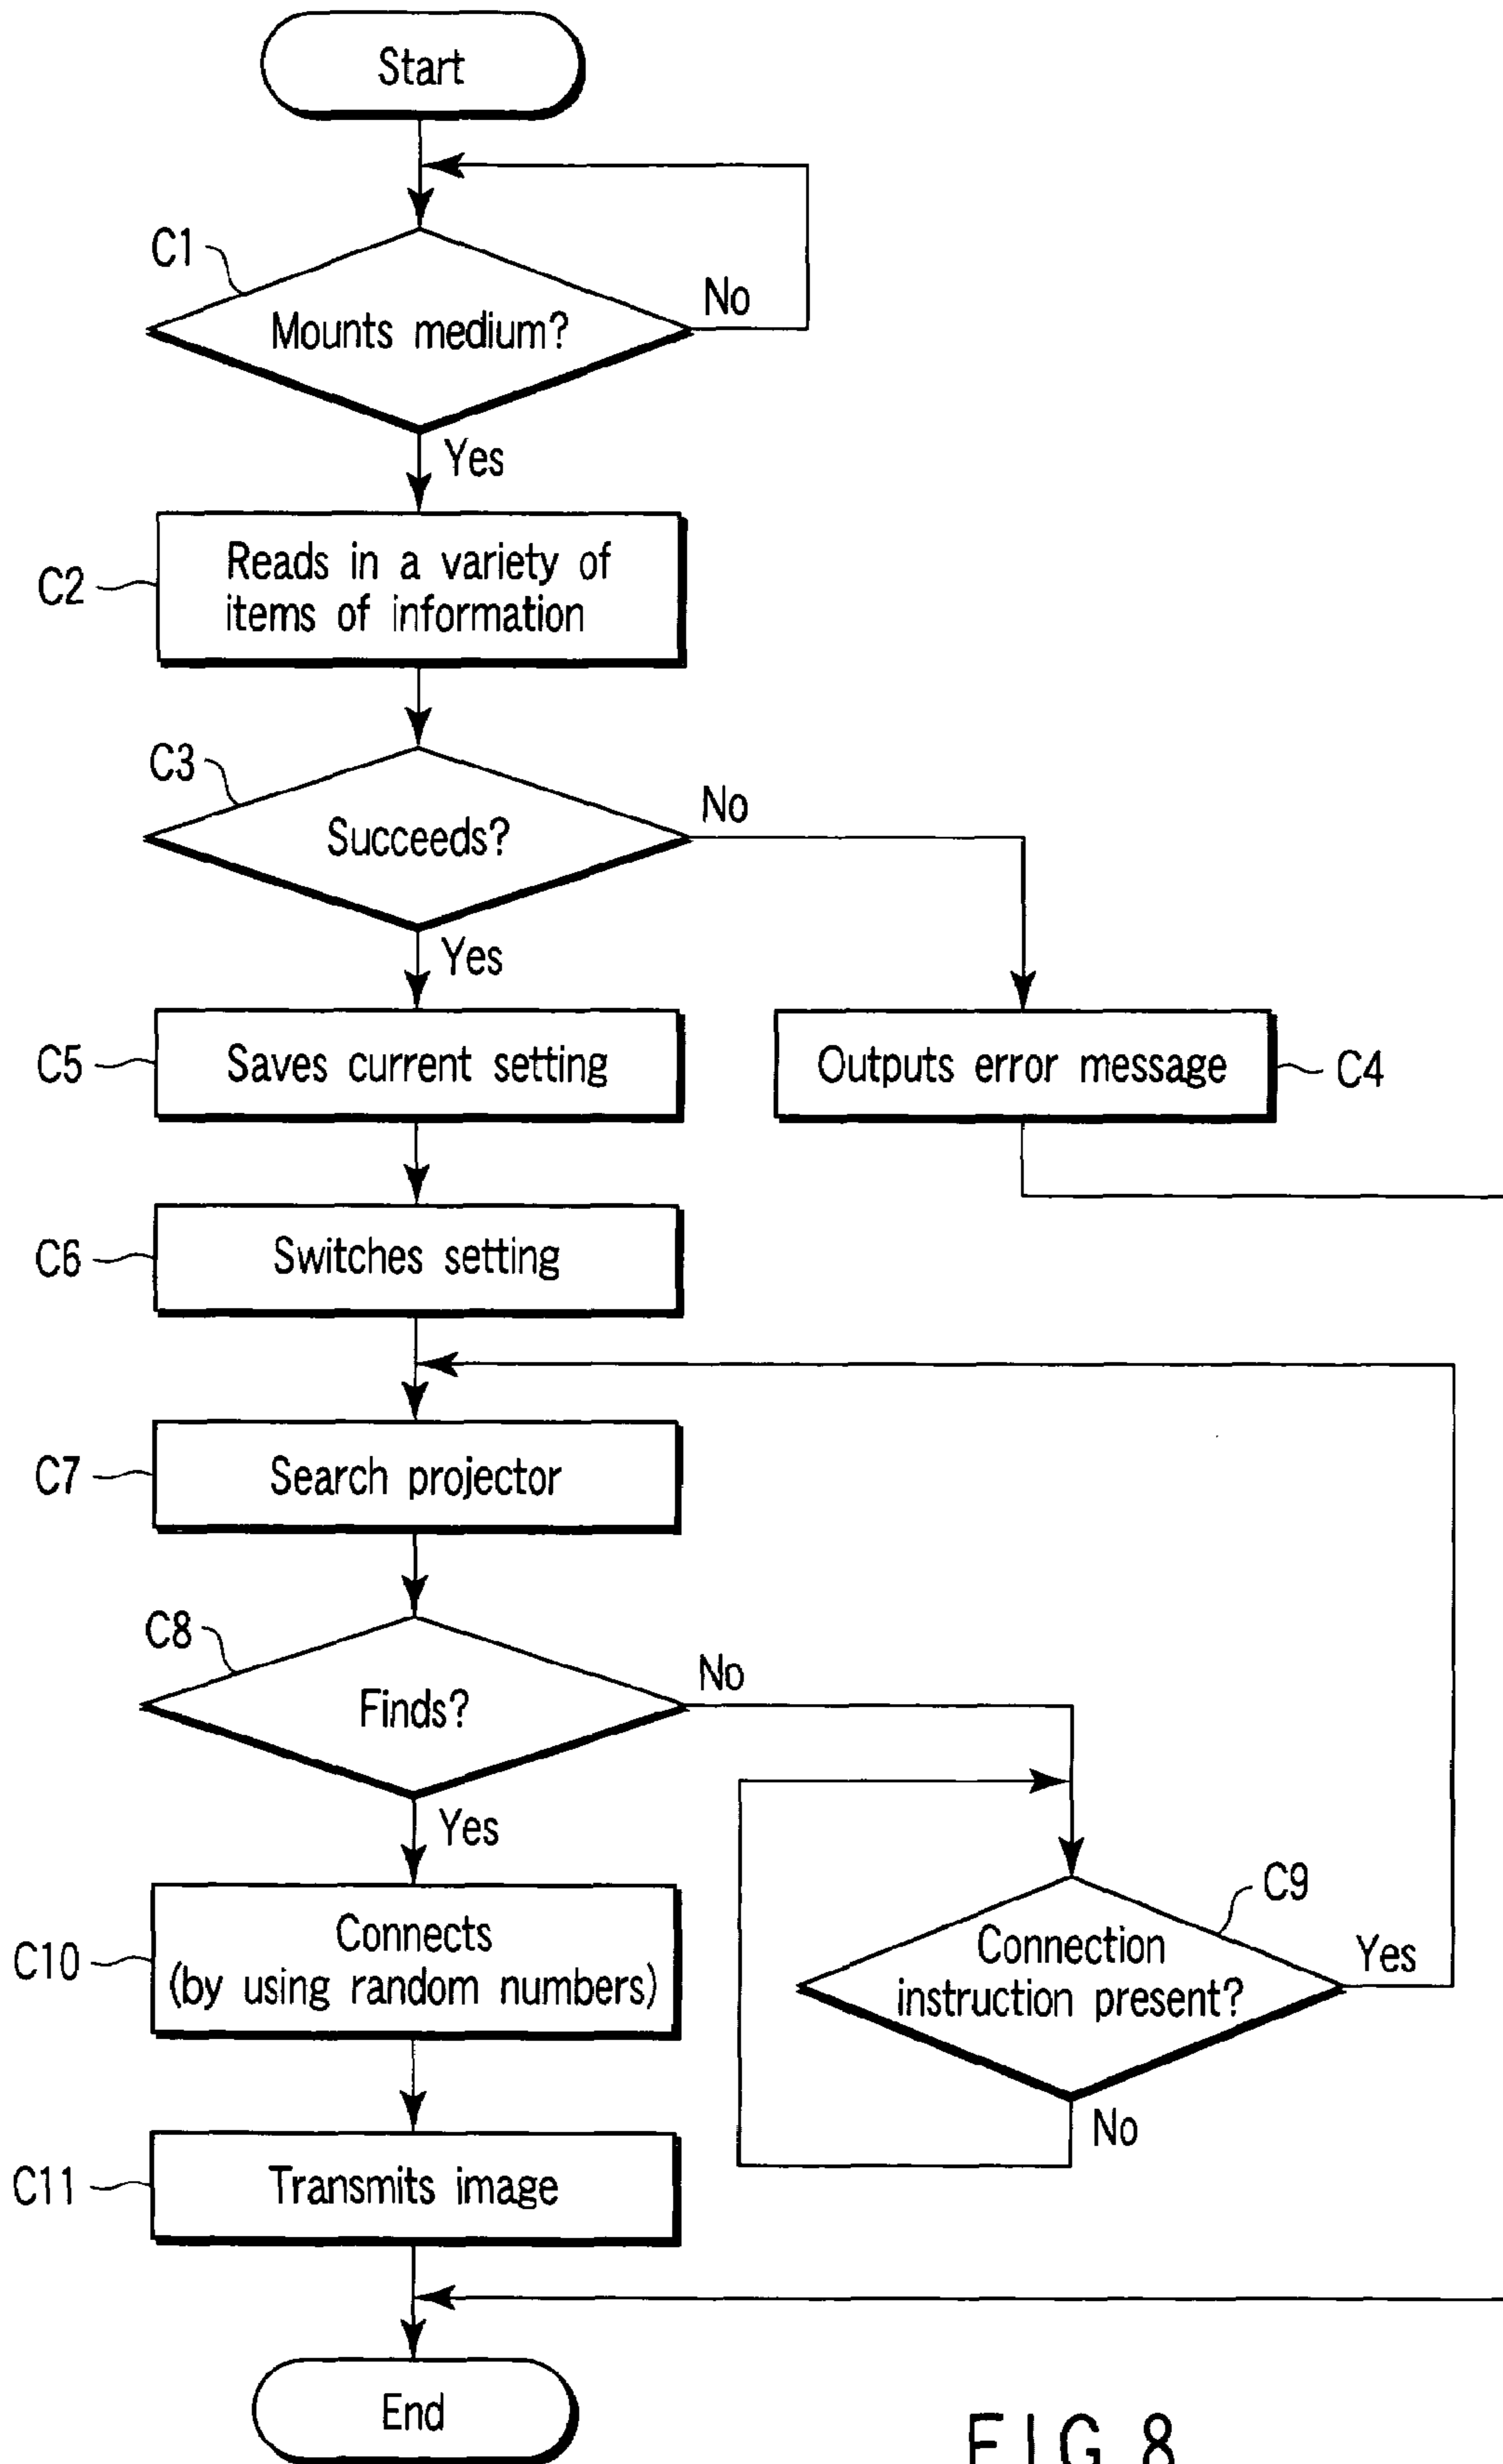 Start
C1
Mounts medium?
No
Yes
C2
Reads in a variety of
items of information
C3
Succeeds?
No
Yes
C5
Saves current setting
Outputs error message
C4
C6
Switches setting
C7
Search projector
C8
Finds?
No
Yes
C9
C10
Connects
(by using random numbers)
Connection
instruction present?
Yes
No
C11
Transmits image
End
FIG.8